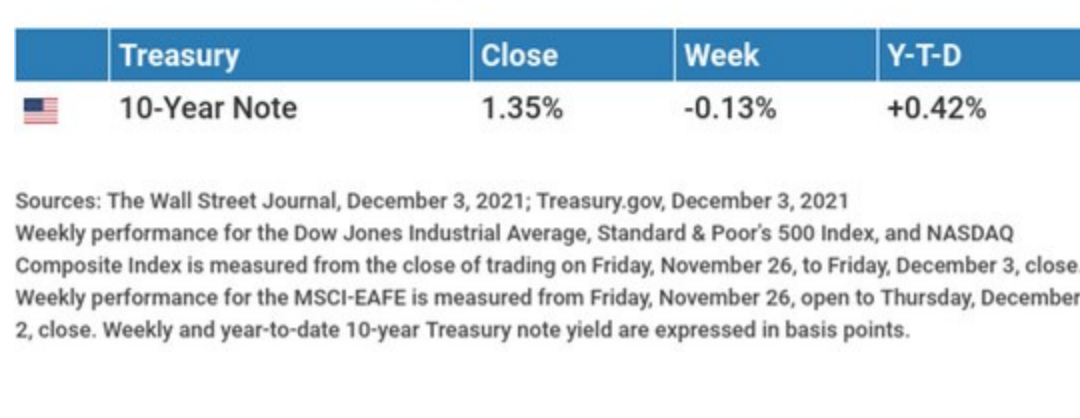 Treasury Close Week Y-T-D
10-Year Note 1.35% -0.13% +0.42%
Sources: The Wall Street Journal, December 3, 2021; Treasury.gov, December 3, 2021
Weekly performance for the Dow Jones Industrial Average, Standard & Poor's 500 Index, and NASDAQ
Composite Index is measured from the close of trading on Friday, November 26, to Friday, December 3, close.
Weekly performance for the MSCI-EAFE is measured from Friday, November 26, open to Thursday, December
2, close. Weekly and year-to-date 10-year Treasury note yield are expressed in basis points.